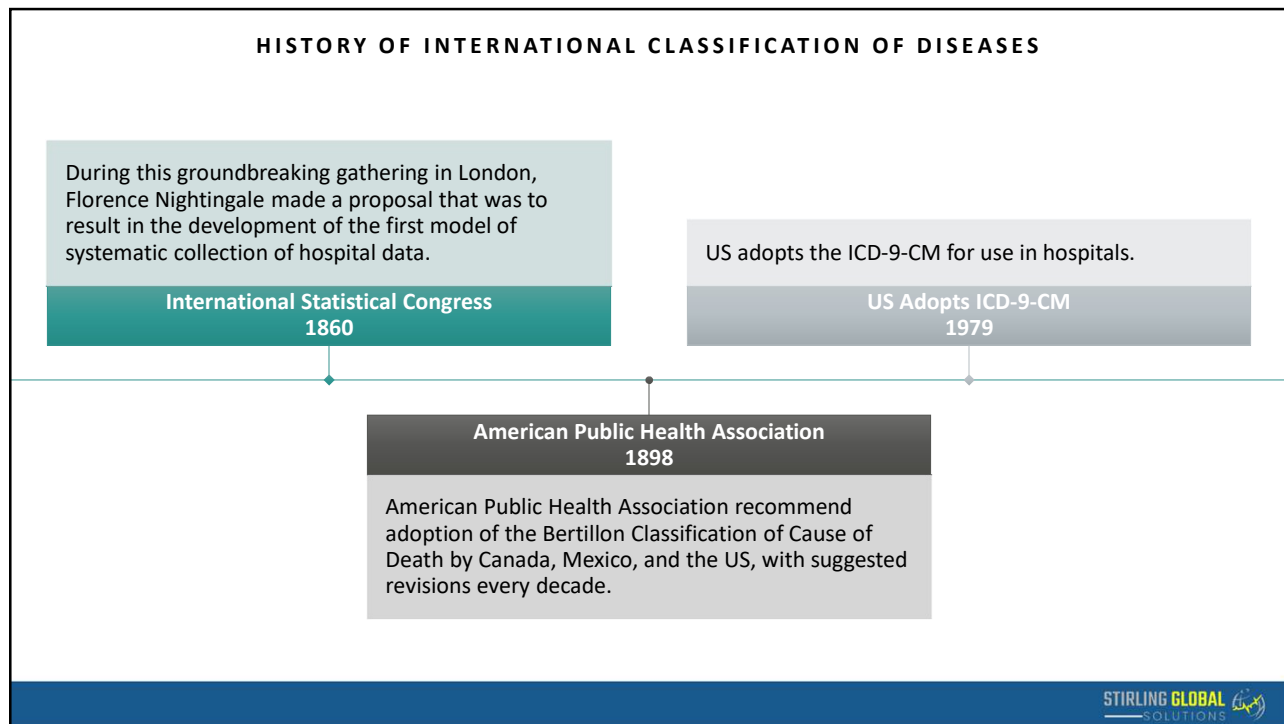 HISTORY OF INTERNATIONAL CLASSIFICATION OF DISEASES
During this groundbreaking gathering in London,
Florence Nightingale made a proposal that was to
result in the development of the first model of
systematic collection of hospital data.
International Statistical Congress
1860
US adopts the ICD-9-CM for use in hospitals.
US Adopts ICD-9-CM
1979
American Public Health Association
1898
American Public Health Association recommend
adoption of the Bertillon Classification of Cause of
Death by Canada, Mexico, and the US, with suggested
revisions every decade.
STIRLING GLOBAL
SOLUTIONS